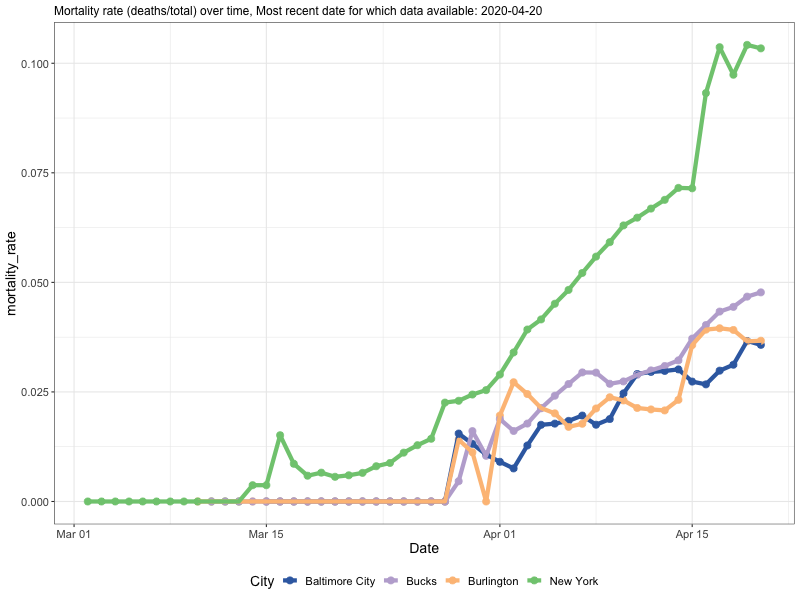 Mortality rate (deaths/total) over time, Most recent date for which data available: 2020-04-20
0.100
0.075
0.050
0.025
0.000
mortality_rate
Mar 01 Mar 15 Apr 01 Apr 15
Date
City Baltimore City Bucks Burlington New York